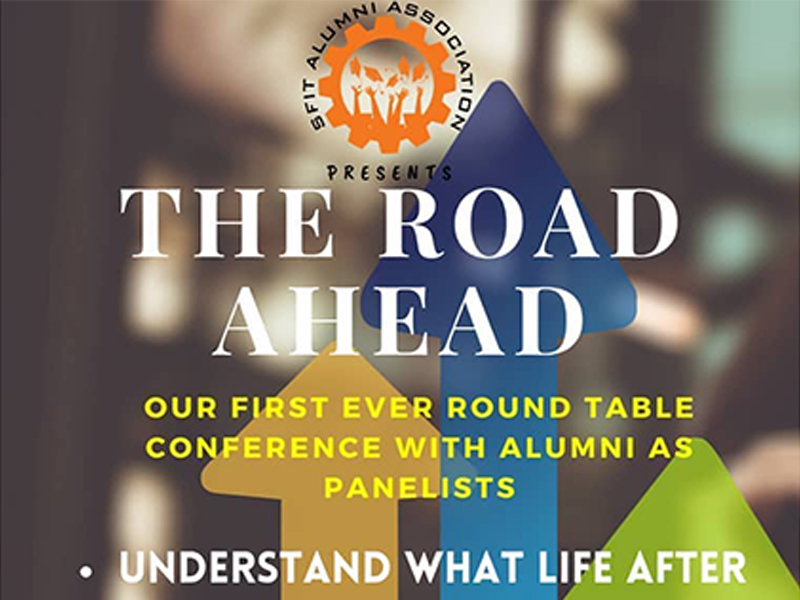 SFIT ALUMNI ASSOCIATION
PRESENTS
THE ROAD
AHEAD
OUR FIRST EVER ROUND TABLE
CONFERENCE WITH ALUMNI AS
PANELISTS
• UNDERSTAND WHAT LIFE AFTER